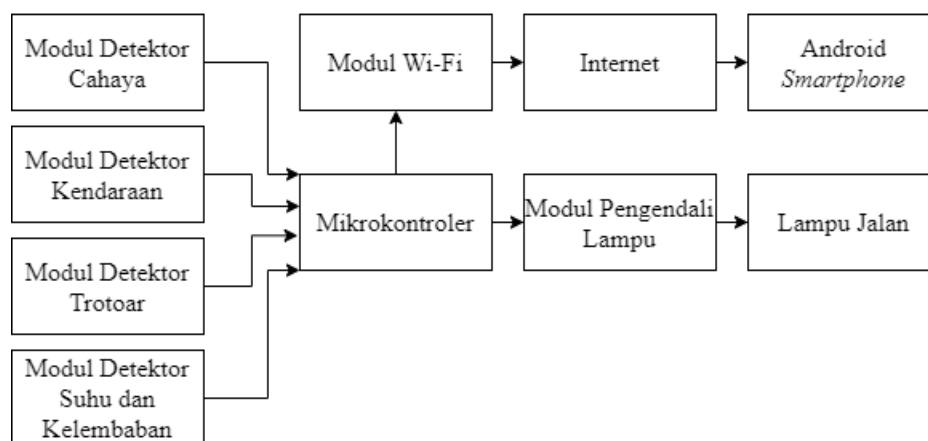 Modul Detektor
Cahaya
Modul Wi-Fi
Internet
Android
Smartphone
Modul Detektor
Kendaraan
Mikrokontroler
Modul Pengendali
Lampu
Lampu Jalan
Modul Detektor
Trotoar
Modul Detektor
Suhu dan
Kelembaban